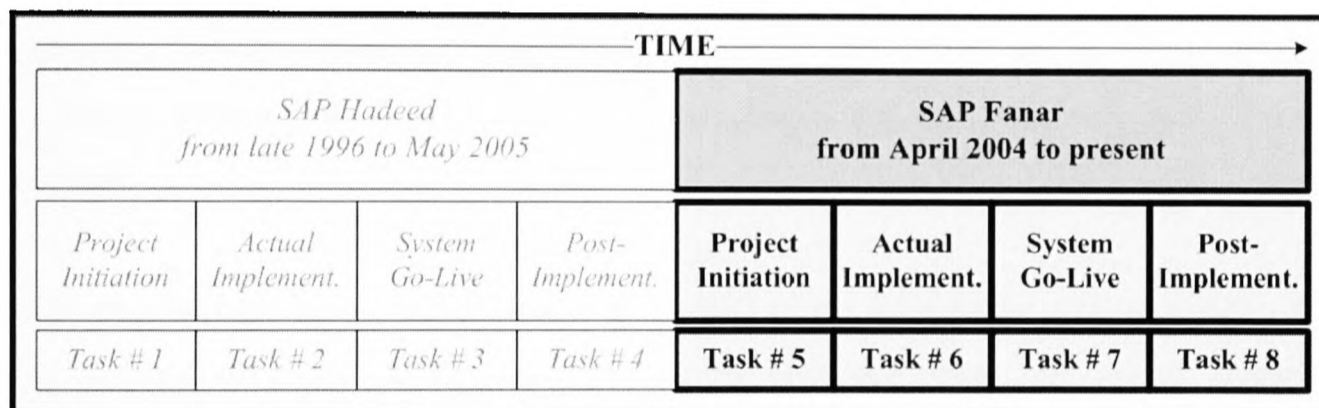 TIME
SAP Hadeed
from late 1996 to May 2005
SAP Fanar
from April 2004 to present
Project
Initiation
Actual
Implement.
System
Go-Live
Post-
Implement.
Project
Initiation
Actual
Implement.
System
Go-Live
Post-
Implement.
Task # 1
Task # 2
Task # 3
Task # 4
Task # 5
Task # 6
Task # 7
Task # 8